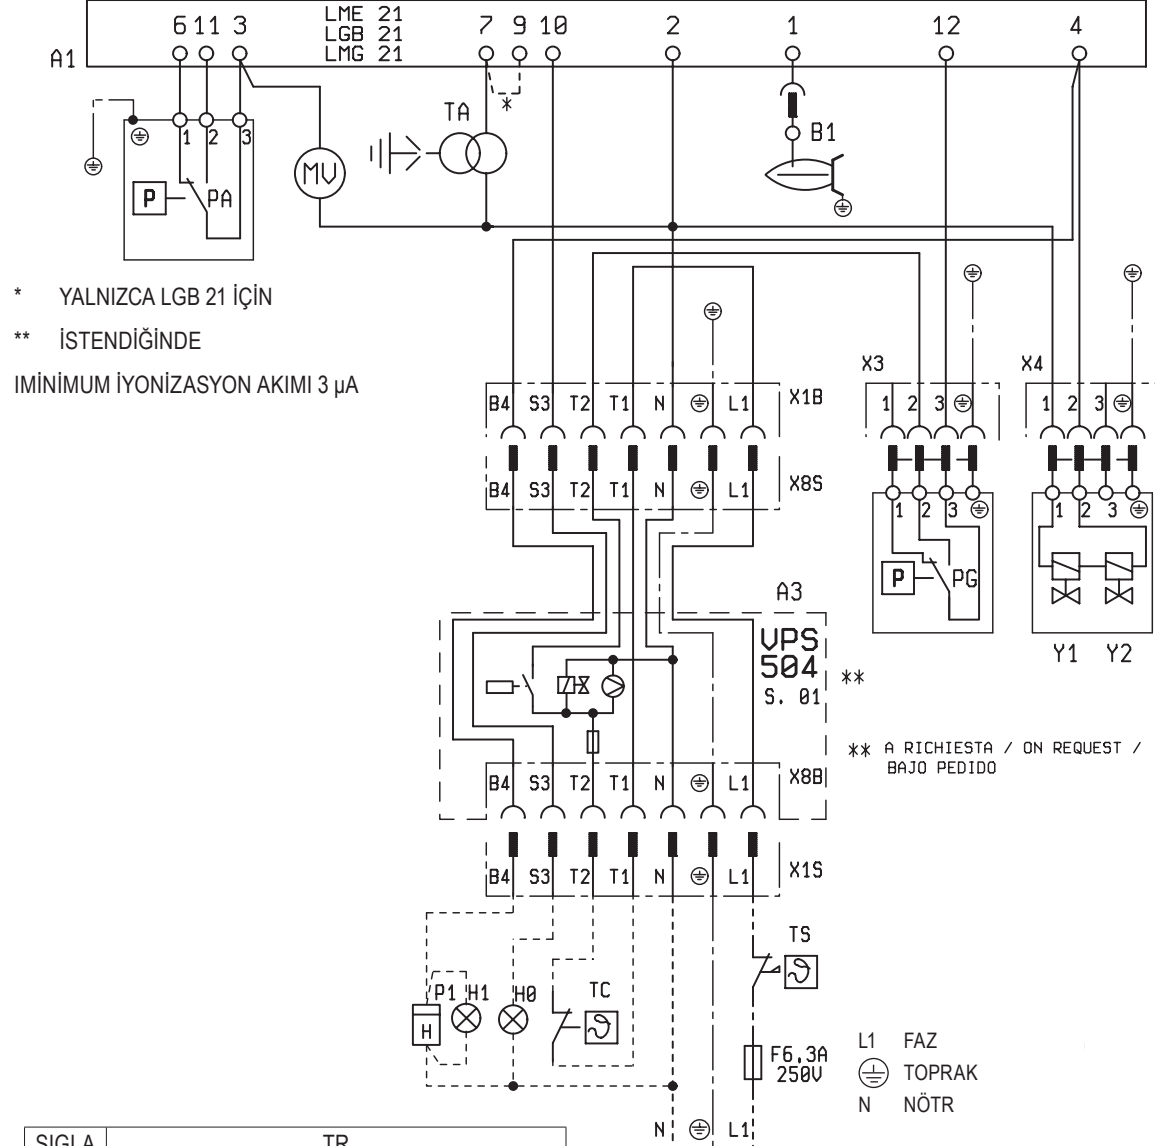 LME 21
LGB 21
LMG 21
6 11 3 7 9 10 2 1 12 4
A1
*
TA
B1
1 2 3
MV
P PA
* YALNIZCA LGB 21 İÇİN
** İSTENDİĞİNDE
IMİNİMUM İYONİZASYON AKIMI 3 µA
X3 X4
B4 S3 T2 T1 N L1 X1B
1 2 3
1 2 3
B4 S3 T2 T1 N L1 X8S
1 2 3
1 2 3
P PG
A3
Y1 Y2
VPS
504
S. 01
**
** A RICHIESTA / ON REQUEST /
BAJO PEDIDO
B4 S3 T2 T1 N L1 X8B
B4 S3 T2 T1 N L1 X1S
TS
P1 H1 H0 TC
H
F6,3A
250V
L1 FAZ
TOPRAK
N NÖTR
N L1
SIGLA TR